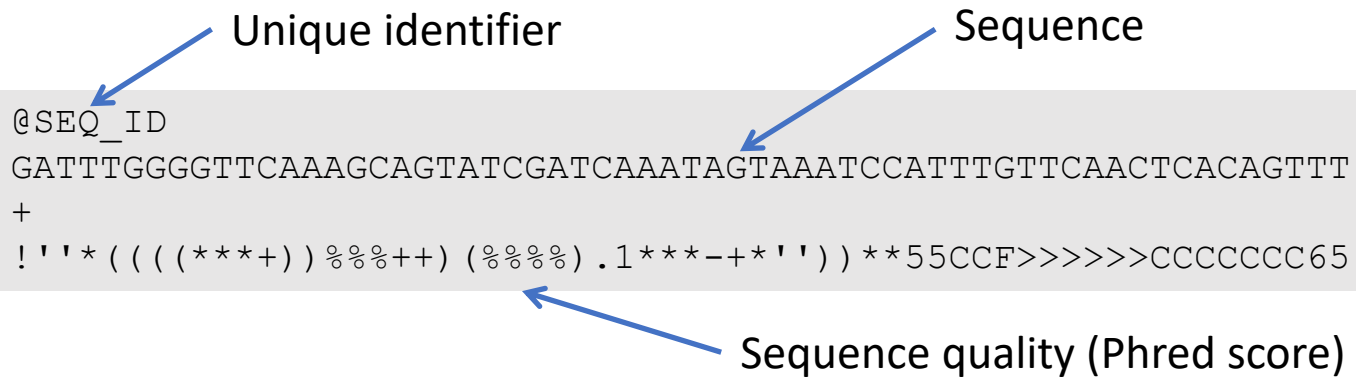 Unique identifier
Sequence
@SEQ_ID
GATTTGGGGTTCAAAGCAGTATCGATCAAATAGTAAATCCATTTGTTCAACTCACAGTTT
+
!''*((((***+))%%%++)(%%%%).1***-+*''))**55CCF>>>>>>CCCCCCC65
Sequence quality (Phred score)